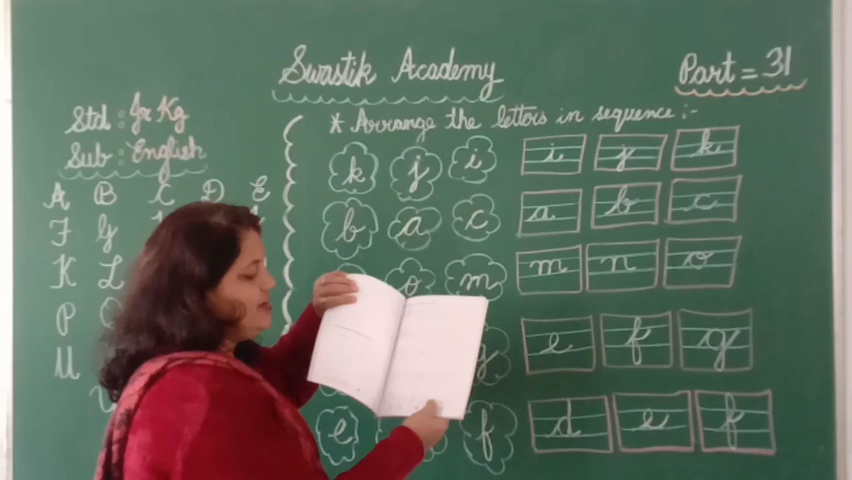 Swastik Academy
Part = 31
Std : Jr Kg
Sub : English
* Arrange the letters in sequence :-
A B C D E
F G
K L
P
U
k j i i j k
b a c a b c
o m m n o
g e f g
e f d e f